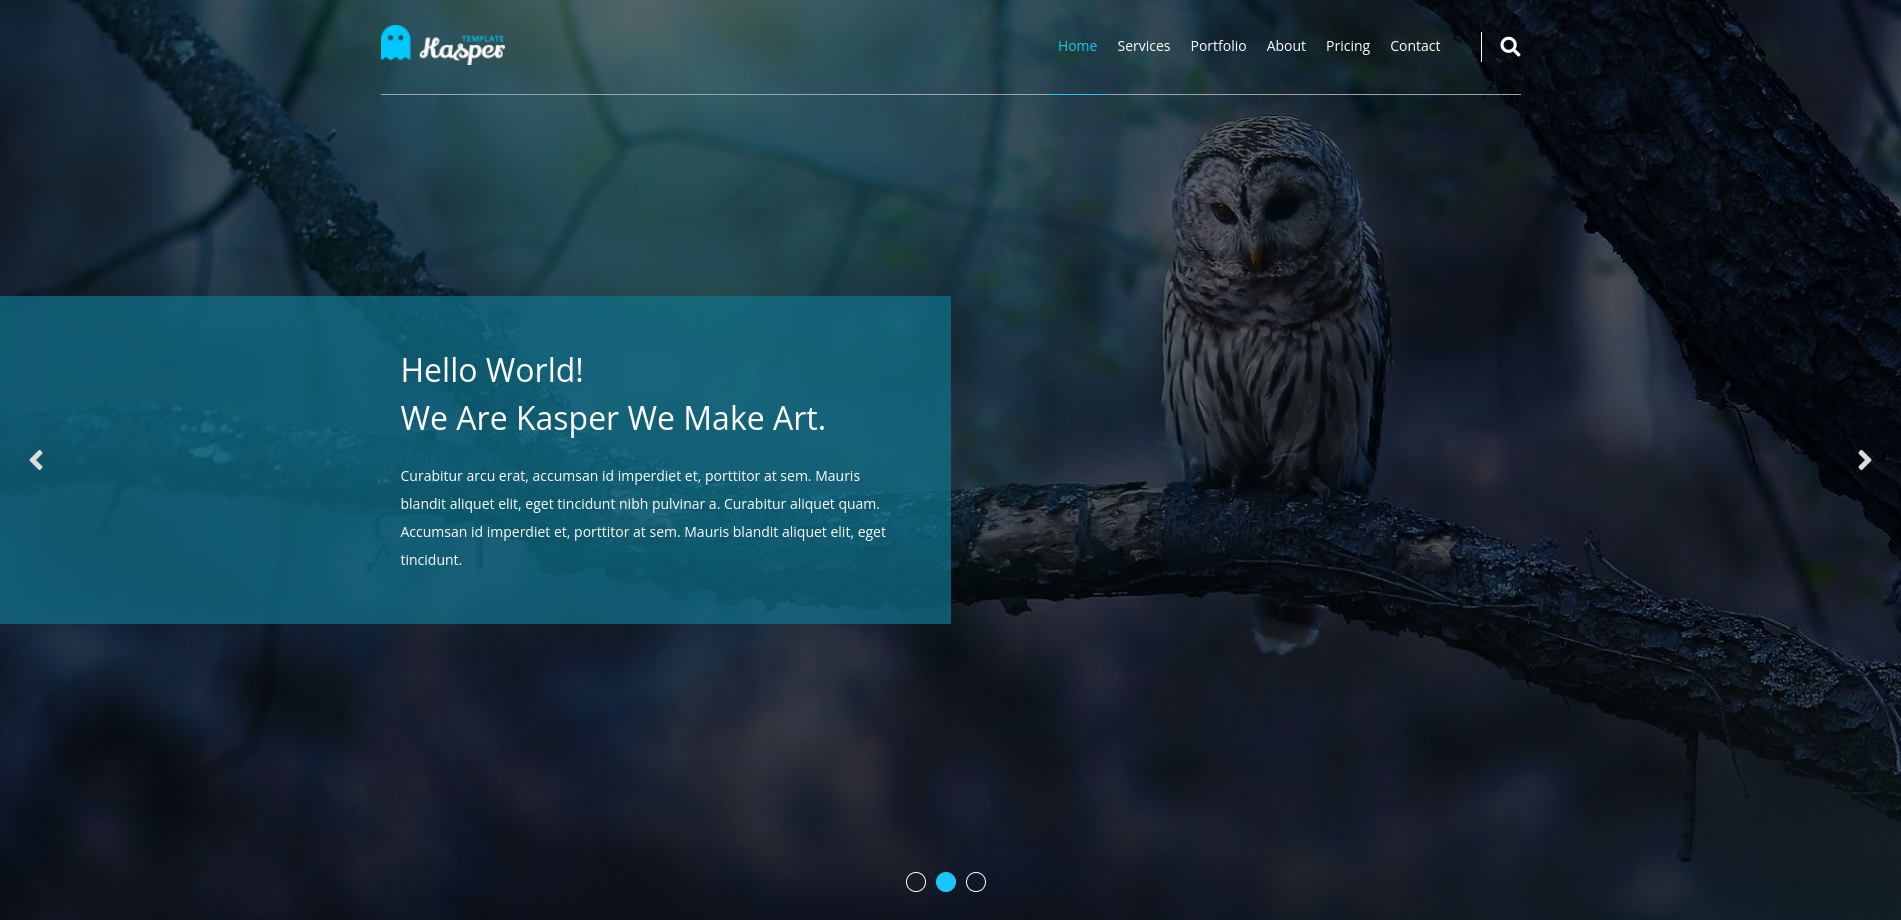 TEMPLATE
Kasper
Home Services Portfolio About Pricing Contact
Hello World!
We Are Kasper We Make Art.
Curabitur arcu erat, accumsan id imperdiet et, porttitor at sem. Mauris
blandit aliquet elit, eget tincidunt nibh pulvinar a. Curabitur aliquet quam.
Accumsan id imperdiet et, porttitor at sem. Mauris blandit aliquet elit, eget
tincidunt.